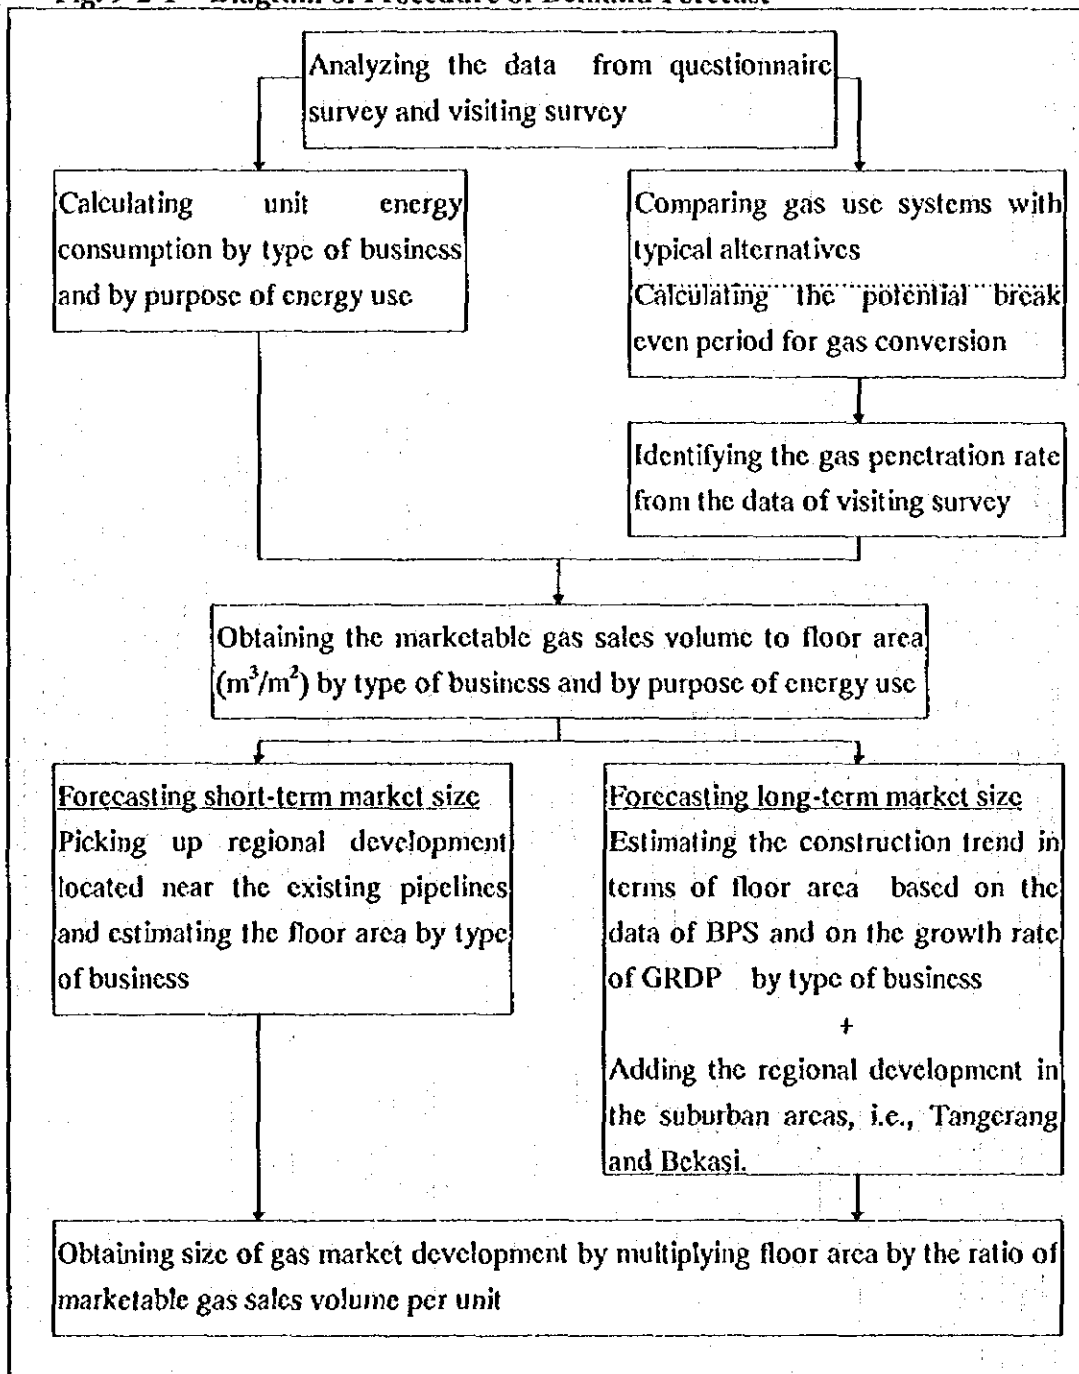 Analyzing the data from questionnaire
survey and visiting survey
Calculating unit energy
consumption by type of business
and by purpose of energy use
Comparing gas use systems with
typical alternatives
Calculating the potential break
even period for gas conversion
Identifying the gas penetration rate
from the data of visiting survey
Obtaining the marketable gas sales volume to floor area
(m³/m²) by type of business and by purpose of energy use
Forecasting short-term market size
Picking up regional development
located near the existing pipelines
and estimating the floor area by type
of business
Forecasting long-term market size
Estimating the construction trend in
terms of floor area based on the
data of BPS and on the growth rate
of GRDP by type of business
+
Adding the regional development in
the suburban areas, i.e., Tangerang
and Bekasi.
Obtaining size of gas market development by multiplying floor area by the ratio of
marketable gas sales volume per unit